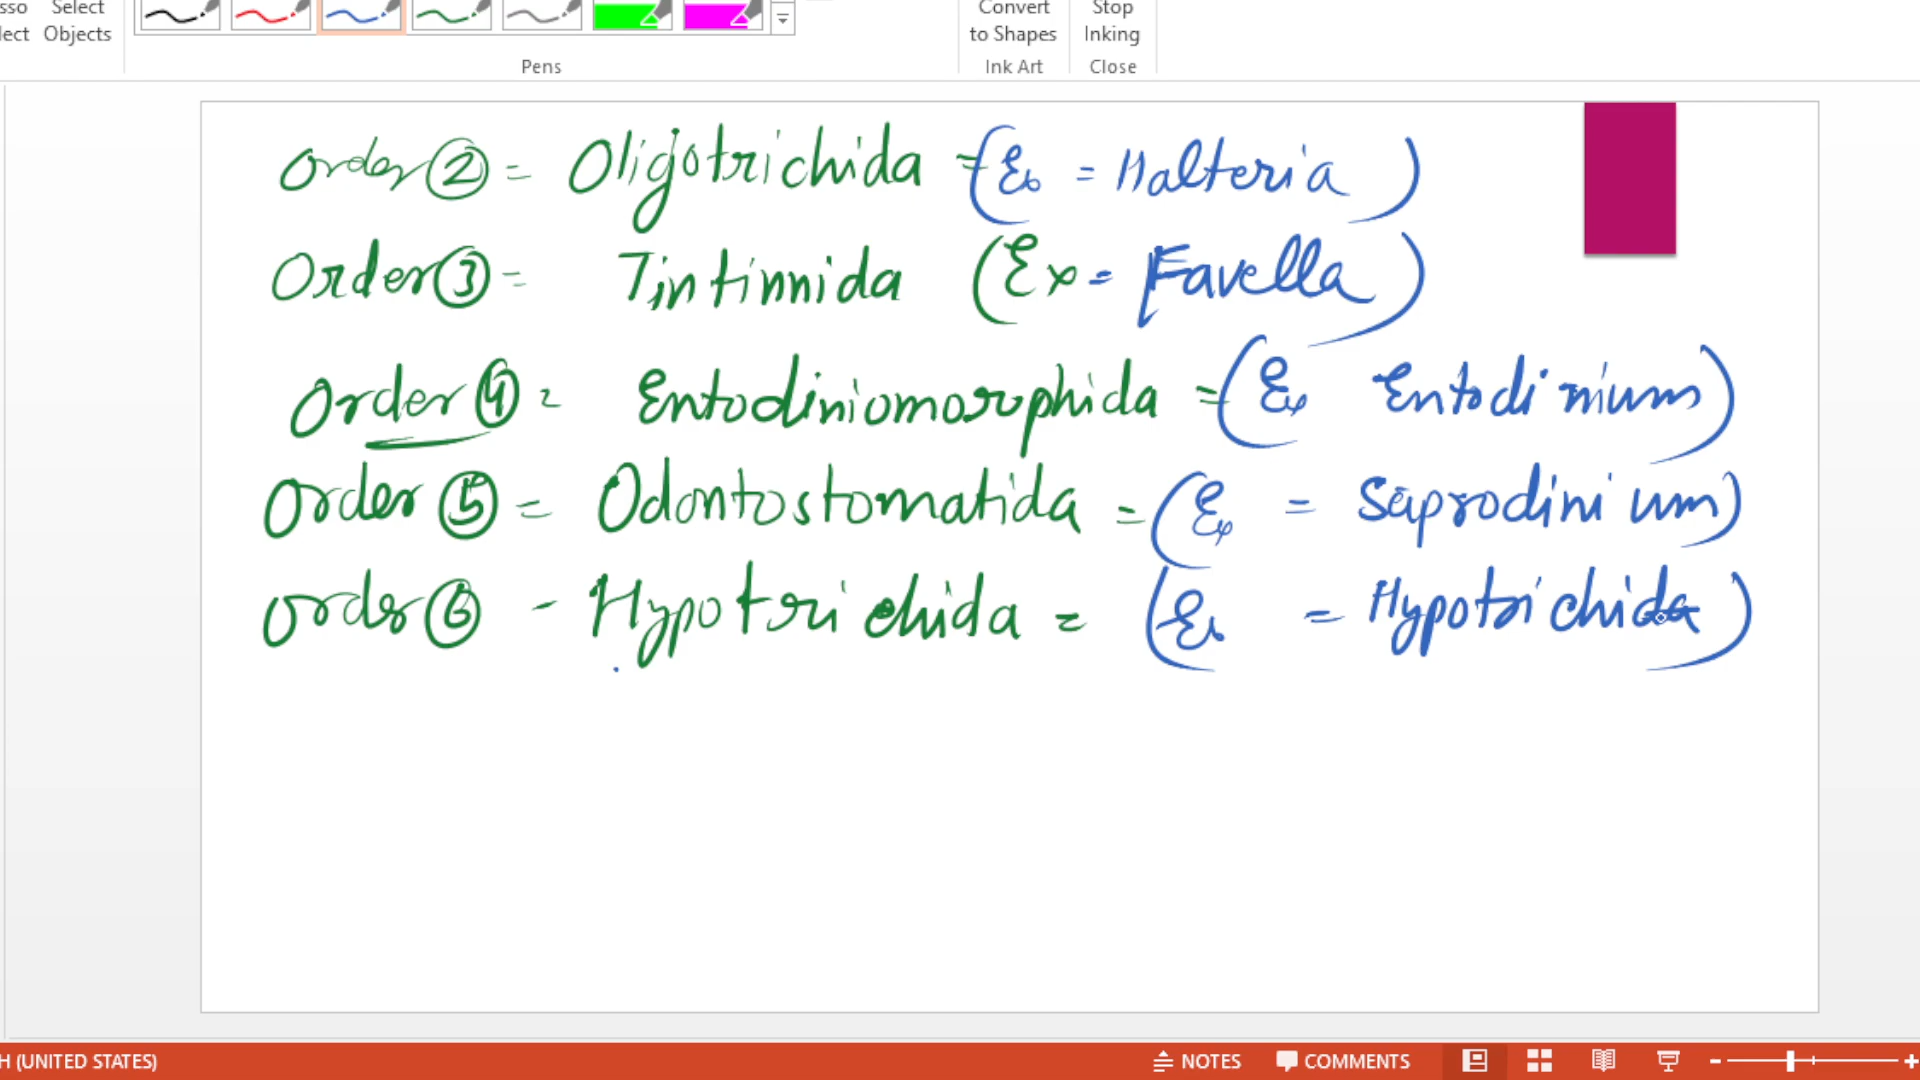 sso Select Convert Stop
lect Objects to Shapes Inking
Pens Ink Art Close
Order ② = Oligotrichida = (Ex = Halteria)
Order ③ = Tintinnida (Ex = Favella)
Order ④ = Entodiniomorophida = (Ex Entodinium)
Order ⑤ = Odontostomatida = (Ex = Saprodinium)
Order ⑥ - Hypotrichida = (Ex = Hypotrichida)
H (UNITED STATES) NOTES COMMENTS